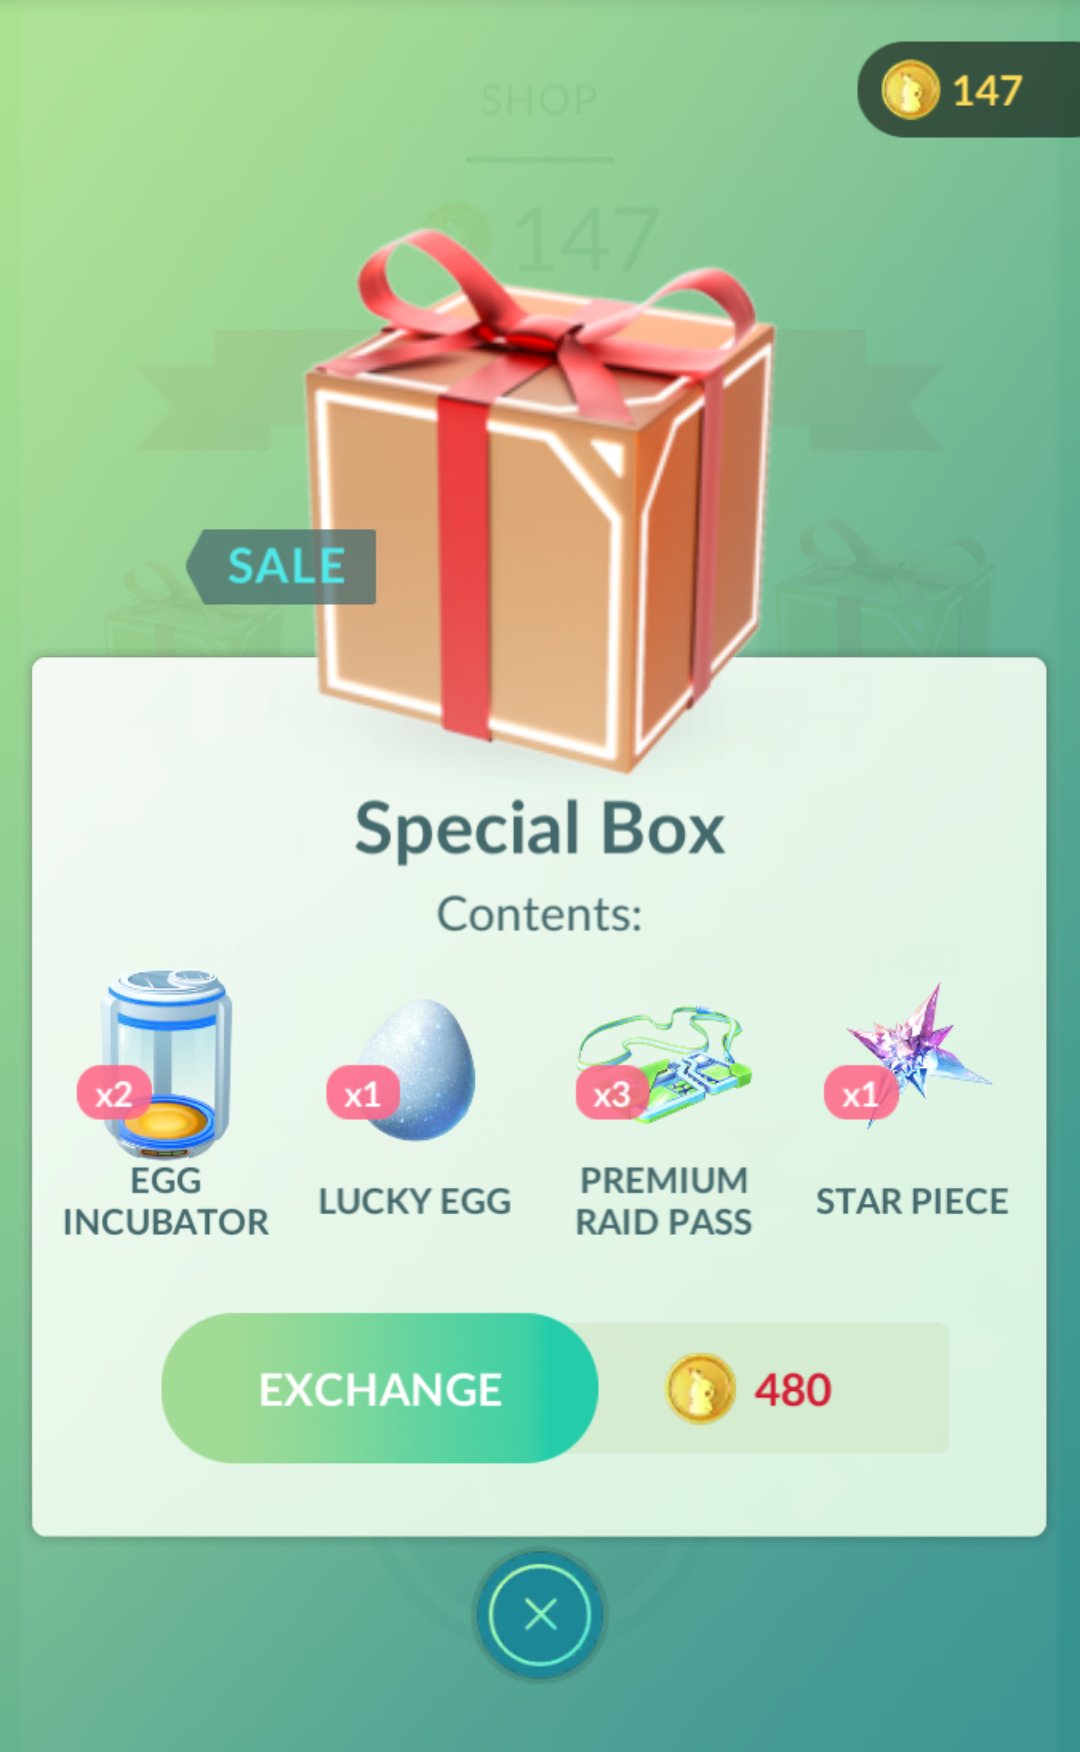 SHOP
147
147
SALE
Special Box
Contents:
x2
x1
x3
x1
EGG
INCUBATOR
LUCKY EGG
PREMIUM
RAID PASS
STAR PIECE
EXCHANGE
480